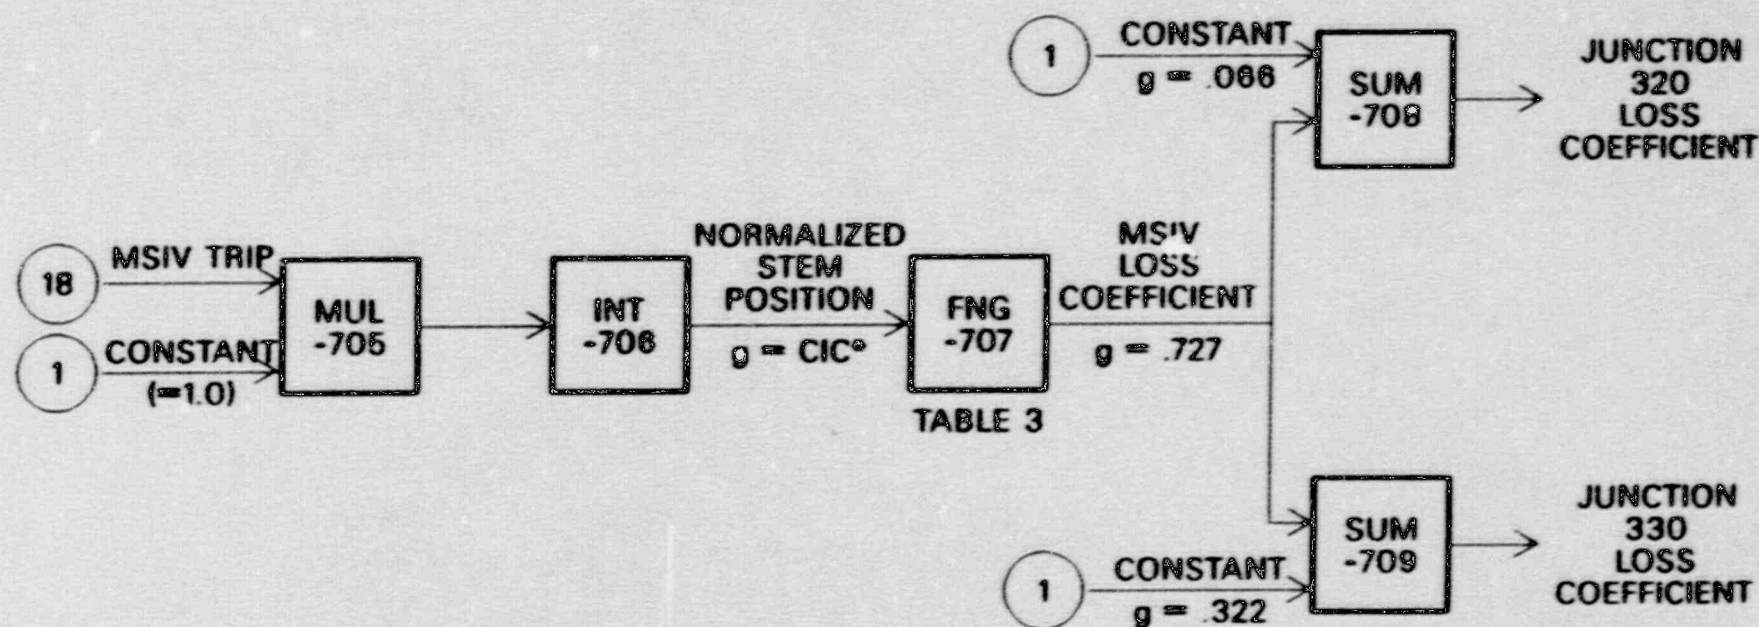 1
CONSTANT
g = .066
SUM
-708
JUNCTION
320
LOSS
COEFFICIENT
18
MSIV TRIP
1
CONSTANT
(=1.0)
MUL
-705
INT
-706
NORMALIZED
STEM
POSITION
g = CIC*
FNG
-707
TABLE 3
MSIV
LOSS
COEFFICIENT
g = .727
1
CONSTANT
g = .322
SUM
-709
JUNCTION
330
LOSS
COEFFICIENT